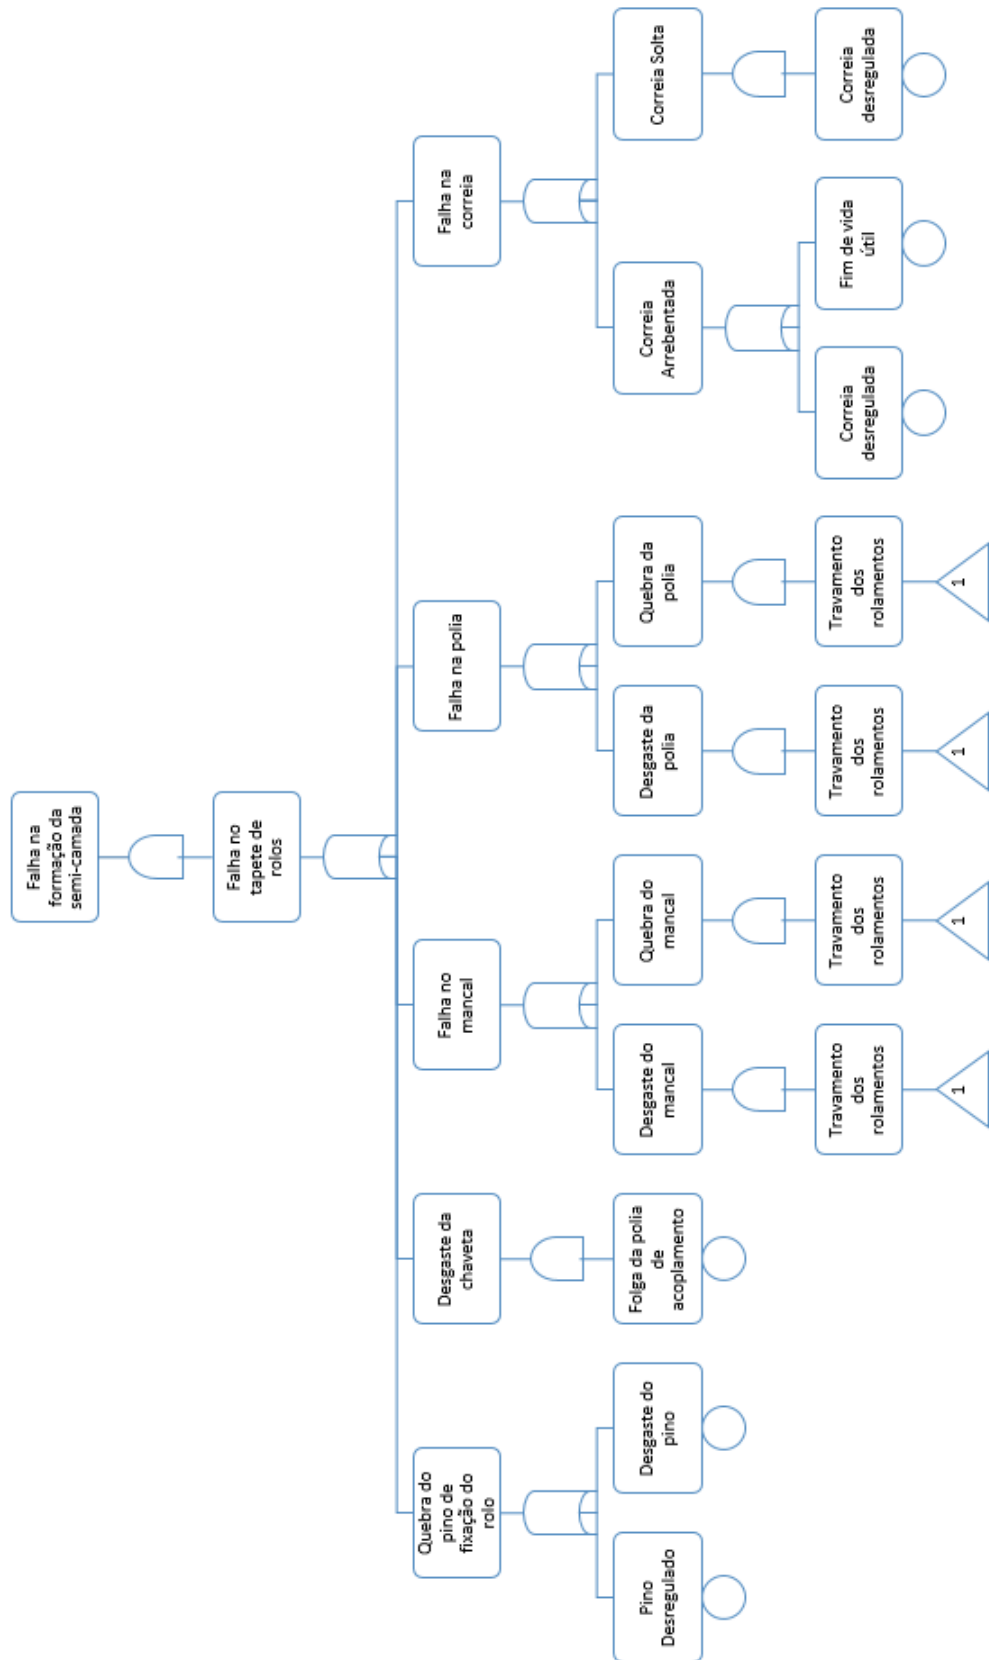 Falha na
formação da
semi-camada
Falha no
tapete de
rolos
Quebra do
pino de
fixação do
rolo
Desgaste da
chaveta
Falha no
mancal
Falha na polia
Falha na
correia
Pino
Desregulado
Desgaste do
pino
Folga da polia
de
acoplamento
Desgaste do
mancal
Quebra do
mancal
Desgaste da
polia
Quebra da
polia
Correia
Arrebentada
Correia Solta
Travamento
dos
rolamentos
Travamento
dos
rolamentos
Travamento
dos
rolamentos
Travamento
dos
rolamentos
Correia
desregulada
Fim de vida
útil
Correia
desregulada
1
1
1
1